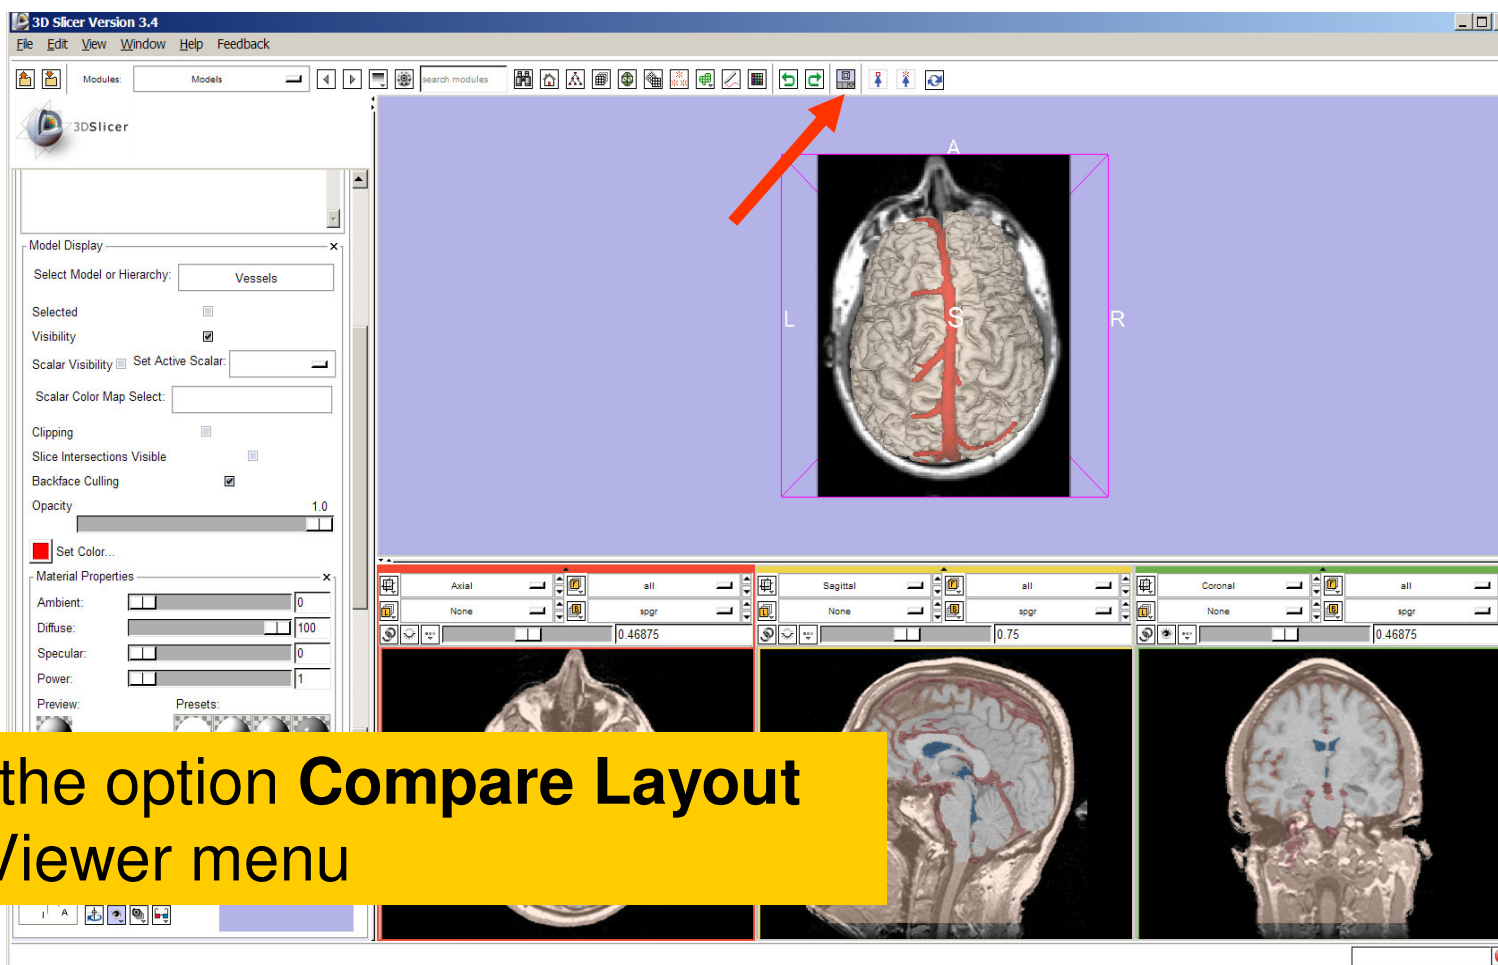 3D Slicer Version 3.4
File Edit View Window Help Feedback
Modules: Models search modules
3DSlicer
Model Display
Select Model or Hierarchy: Vessels
Selected
Visibility
Scalar Visibility Set Active Scalar:
Scalar Color Map Select:
Clipping
Slice Intersections Visible
Backface Culling
Opacity 1.0
Set Color...
Material Properties
Ambient: 0
Diffuse: 100
Specular: 0
Power: 1
Preview: Presets:
A
L S R
Axial all
None spgr
0.46875
Sagittal all
None spgr
0.75
Coronal all
None spgr
0.46875
the option Compare Layout
Viewer menu
A